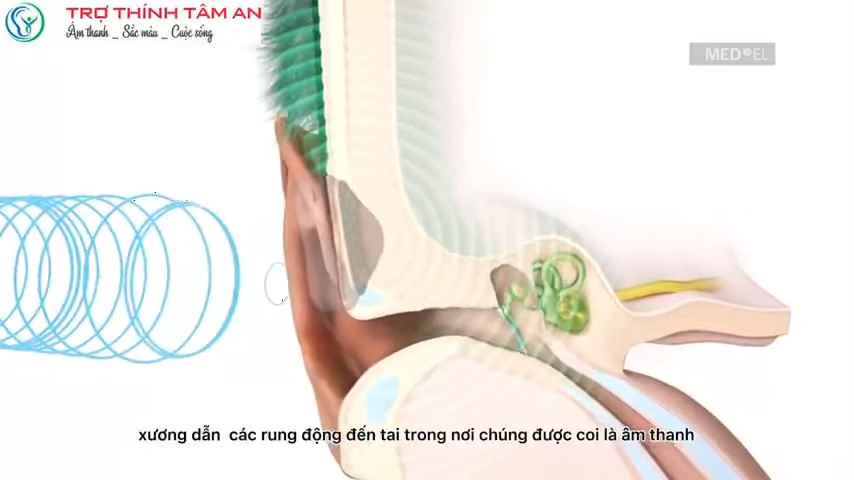 TRỢ THÍNH TÂM AN
Âm thanh _ Sắc màu _ Cuộc sống
MED EL
xương dẫn các rung động đến tai trong nơi chúng được coi là âm thanh